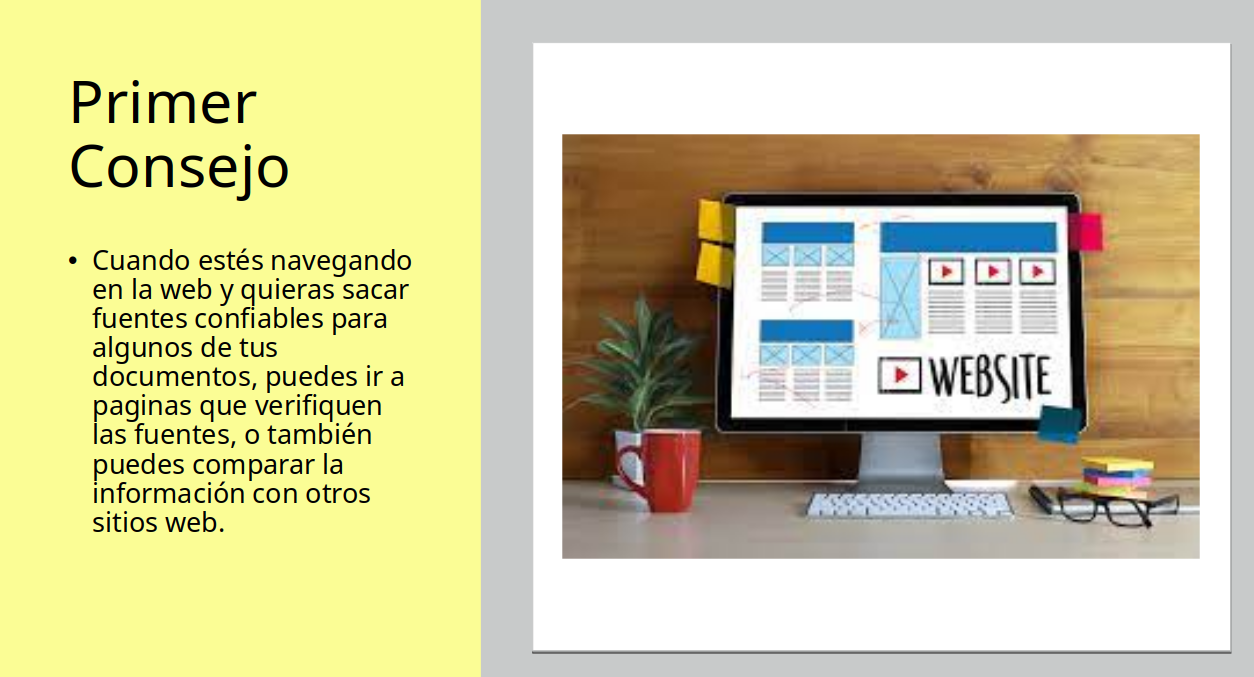 Primer
Consejo
• Cuando estés navegando
en la web y quieras sacar
fuentes confiables para
algunos de tus
documentos, puedes ir a
paginas que verifiquen
las fuentes, o también
puedes comparar la
información con otros
sitios web.
WEBSITE